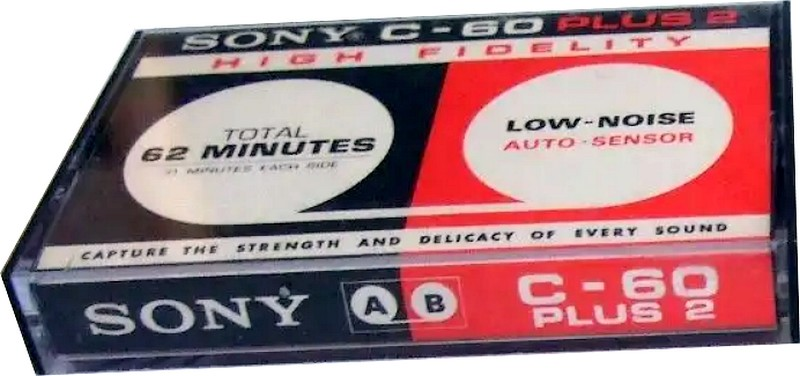 SONY C-60 PLUS 2
HIGH FIDELITY
TOTAL
62 MINUTES
31 MINUTES EACH SIDE
LOW-NOISE
AUTO-SENSOR
CAPTURE THE STRENGTH AND DELICACY OF EVERY SOUND
SONY A B C-60
PLUS 2